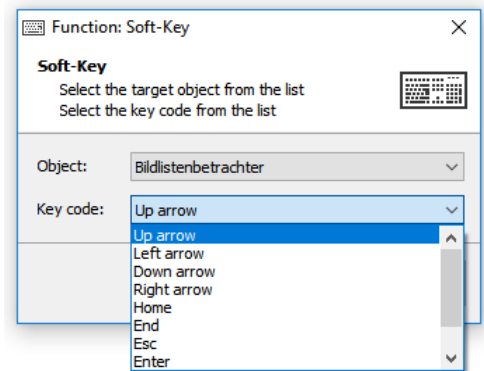 Function: Soft-Key
Soft-Key
Select the target object from the list
Select the key code from the list
Object: Bildlistenbetrachter
Key code: Up arrow
Up arrow
Left arrow
Down arrow
Right arrow
Home
End
Esc
Enter